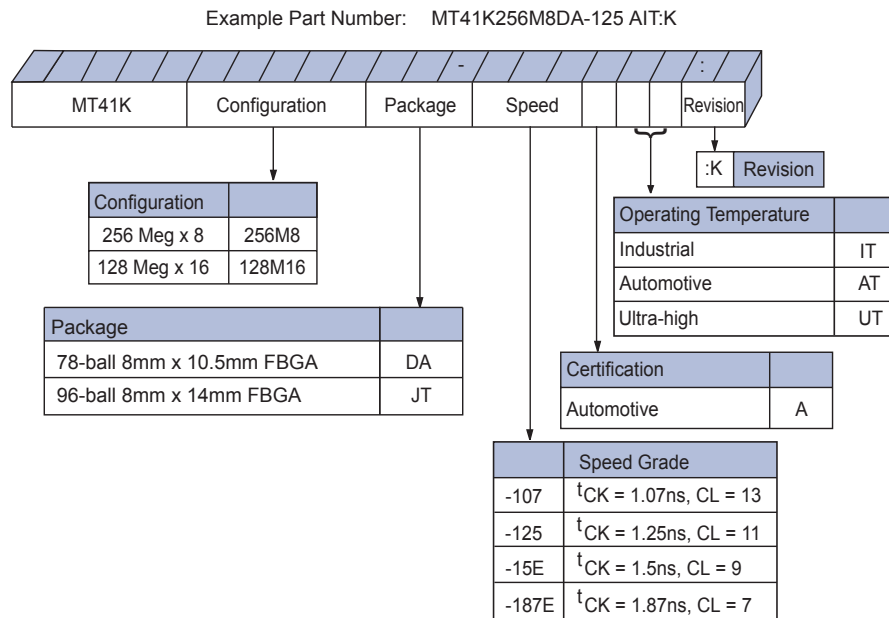 Example Part Number: MT41K256M8DA-125 AIT:K
- :
MT41K Configuration Package Speed Revision
:K Revision
Configuration
256 Meg x 8 256M8
128 Meg x 16 128M16
Operating Temperature
Industrial IT
Automotive AT
Ultra-high UT
Package
78-ball 8mm x 10.5mm FBGA DA
96-ball 8mm x 14mm FBGA JT
Certification
Automotive A
Speed Grade
-107 tCK = 1.07ns, CL = 13
-125 tCK = 1.25ns, CL = 11
-15E tCK = 1.5ns, CL = 9
-187E tCK = 1.87ns, CL = 7